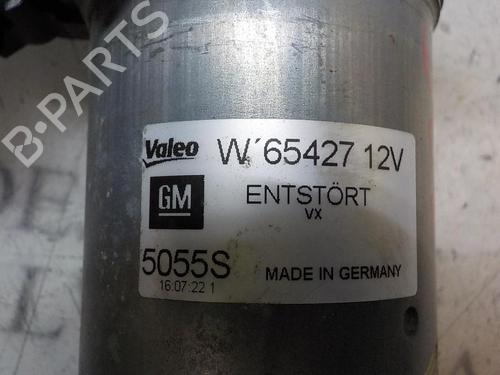 B-PARTS
Valeo W´65427 12V
GM ENTSTÖRT
VX
5055S MADE IN GERMANY
16:07:22 1